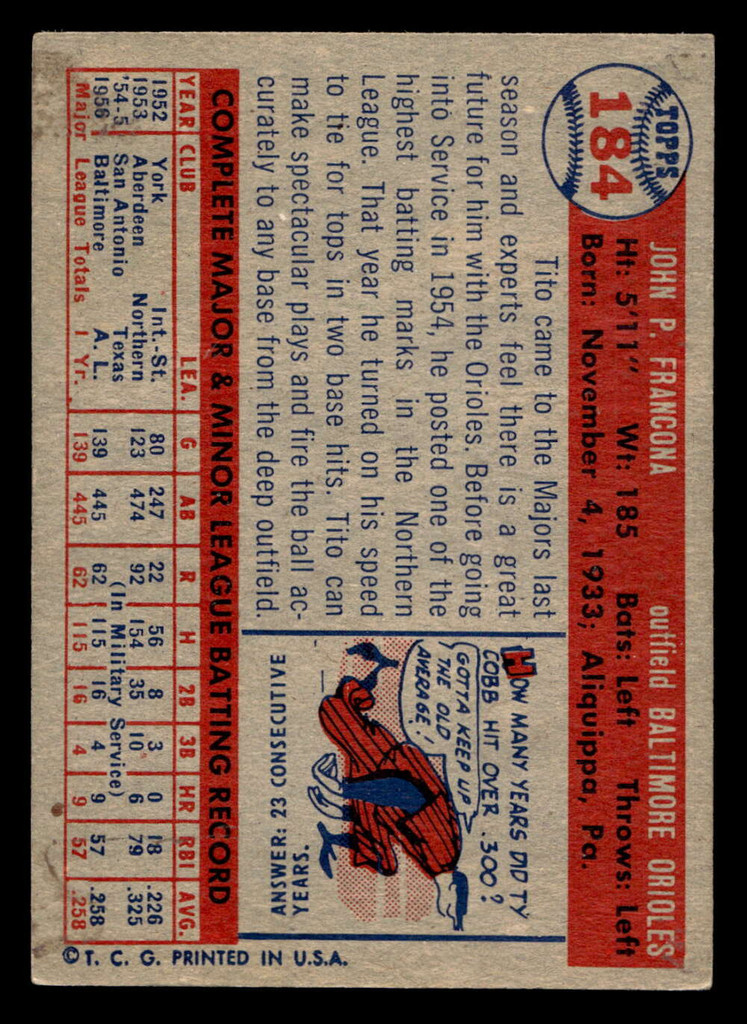 TOPPS
184
JOHN P. FRANCONA outfield BALTIMORE ORIOLES
Ht: 5'11" Wt: 185 Bats: Left Throws: Left
Born: November 4, 1933; Aliquippa, Pa.
Tito came to the Majors last
season and experts feel there is a great
future for him with the Orioles. Before going
into Service in 1954, he posted one of the
highest batting marks in the Northern
League. That year he turned on his speed
to tie for tops in two base hits. Tito can
make spectacular plays and fire the ball ac-
curately to any base from the deep outfield.
HOW MANY YEARS DID TY
COBB HIT OVER .300?
GOTTA KEEP UP
THE OLD
AVERAGE!
ANSWER: 23 CONSECUTIVE
YEARS.
COMPLETE MAJOR & MINOR LEAGUE BATTING RECORD
YEAR CLUB LEA. G AB R H 2B 3B HR RBI AVG.
1952 York Int.-St. 80 247 22 56 8 3 0 18 .226
1953 Aberdeen Northern 123 474 92 154 35 10 6 79 .325
'54-5 San Antonio Texas (In Military Service)
1956 Baltimore A.L. 139 445 62 115 16 4 9 57 .258
Major League Totals 1 Yr. 139 445 62 115 16 4 9 57 .258
© T. C. G. PRINTED IN U.S.A.